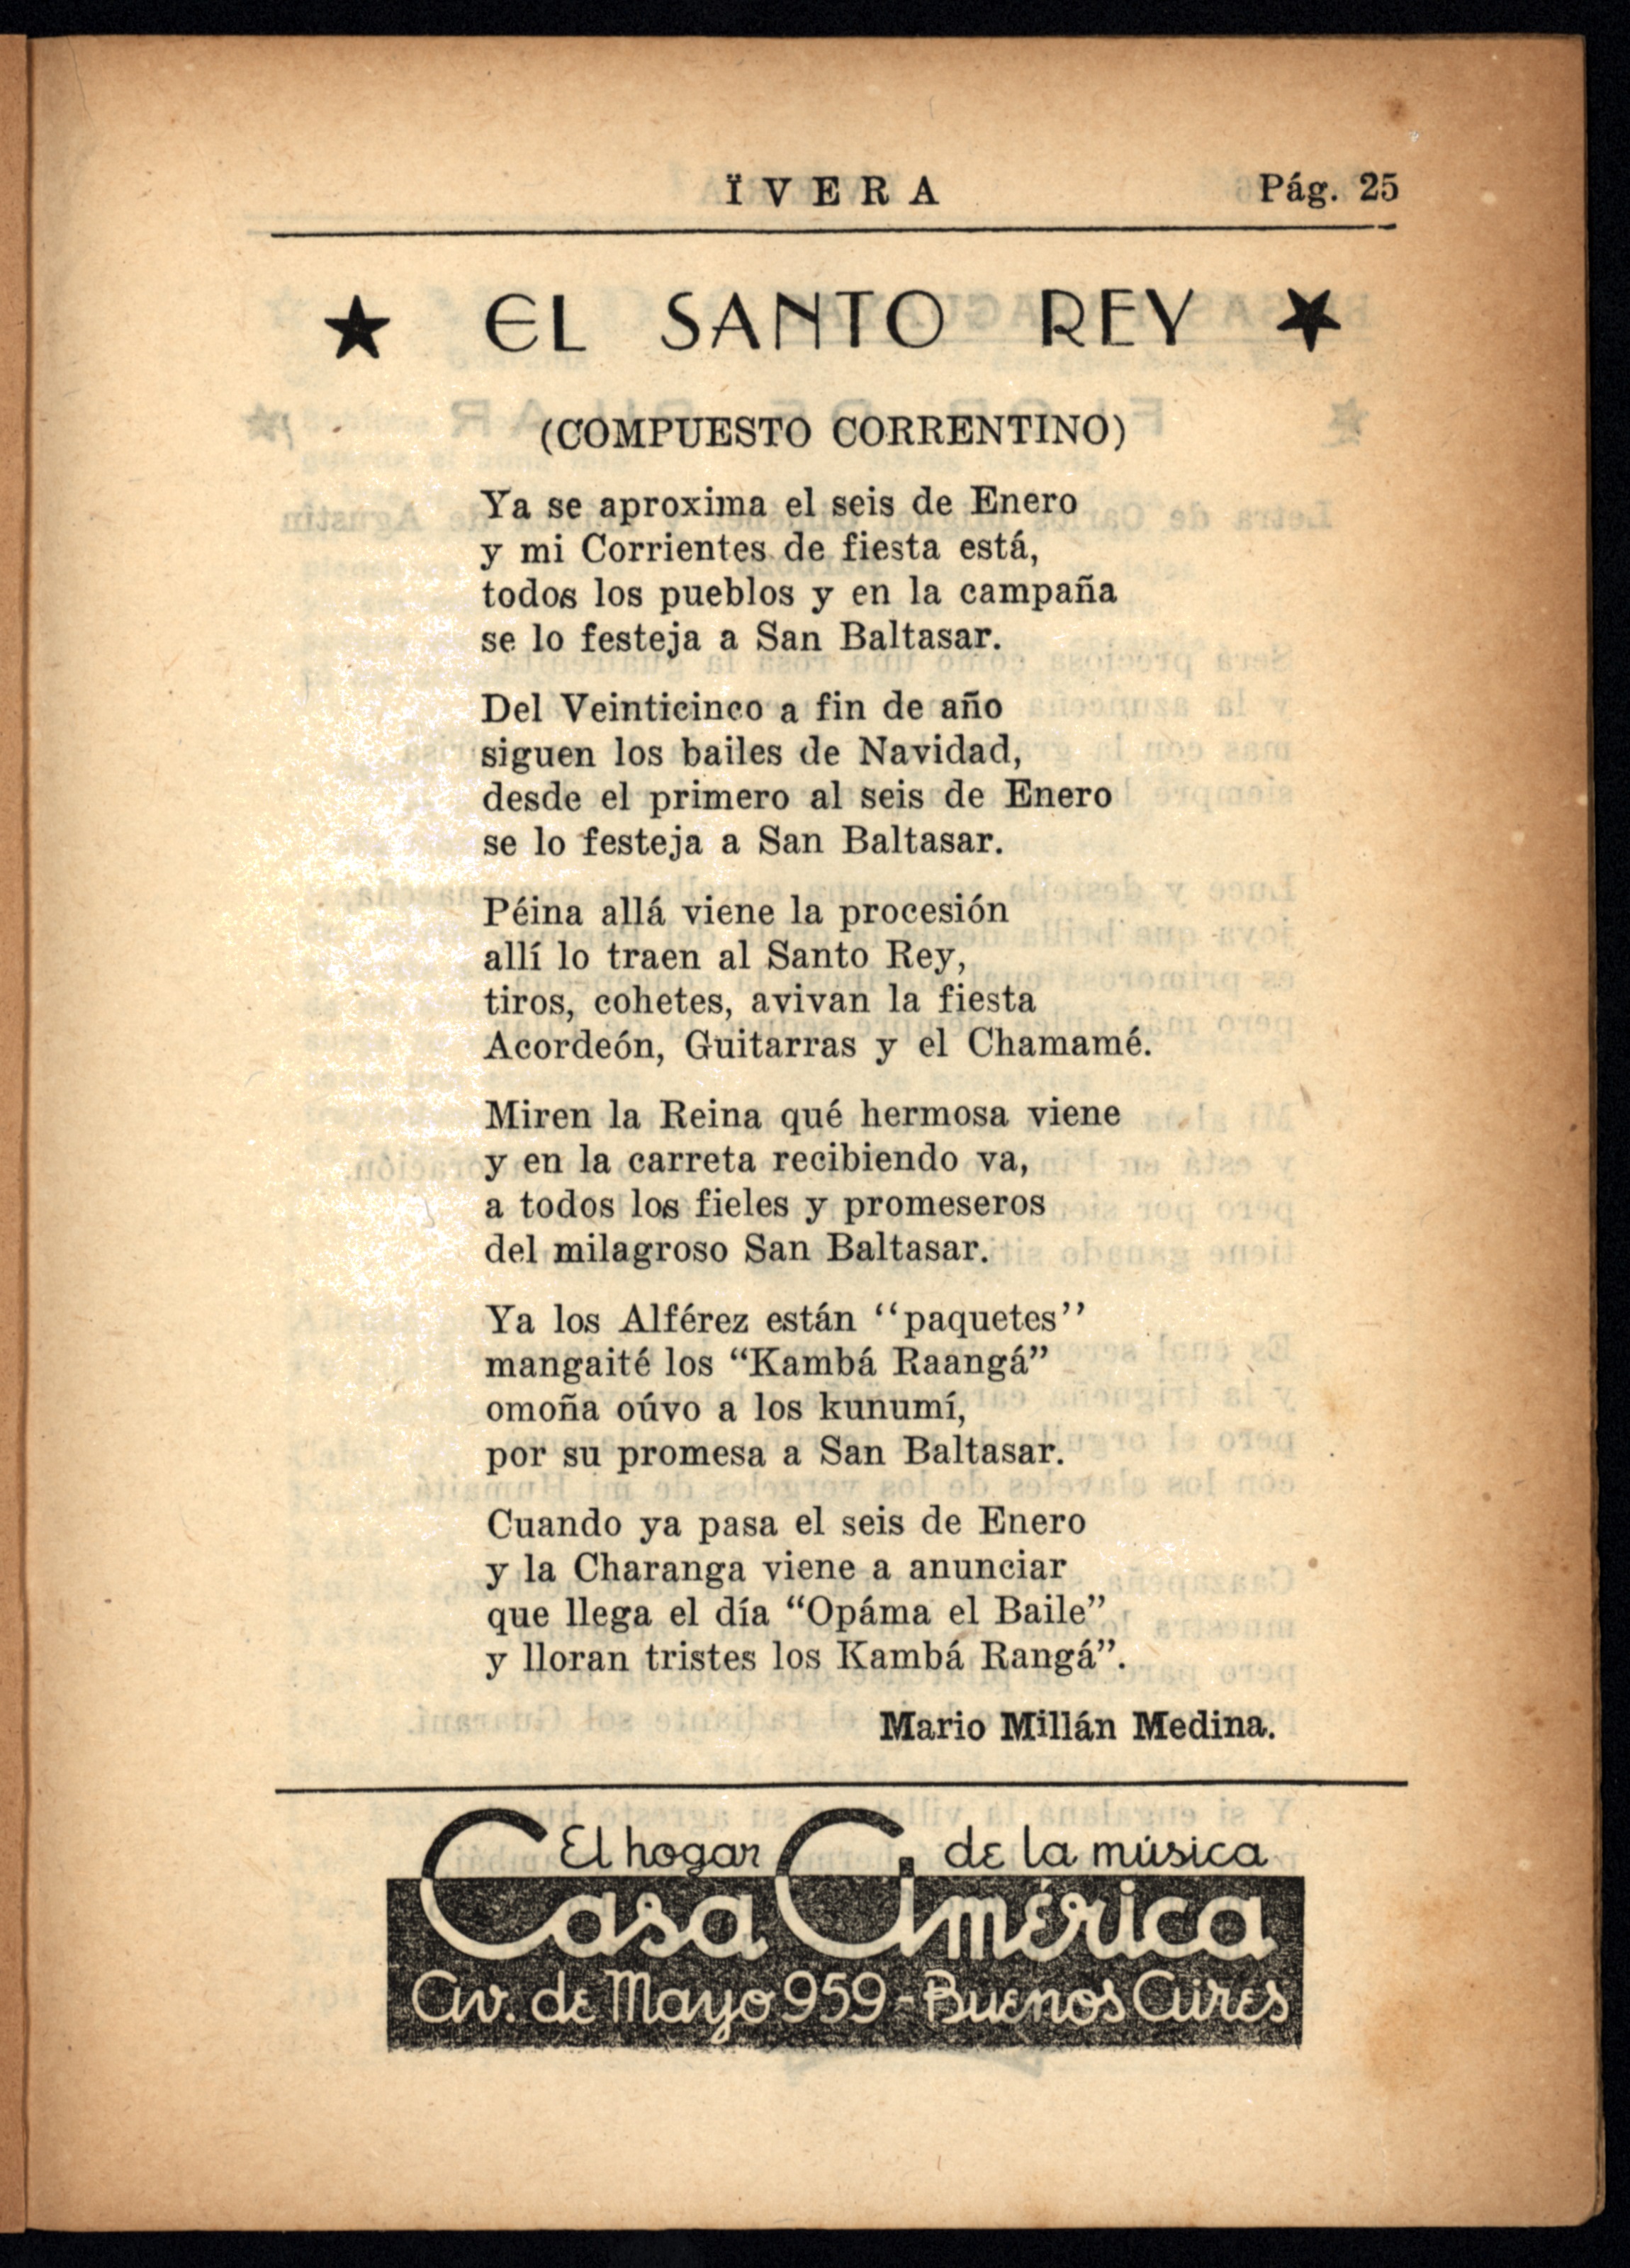 ÏVERA Pág. 25
★ EL SANTO REY ★
(COMPUESTO CORRENTINO)
Ya se aproxima el seis de Enero
y mi Corrientes de fiesta está,
todos los pueblos y en la campaña
se lo festeja a San Baltasar.
Del Veinticinco a fin de año
siguen los bailes de Navidad,
desde el primero al seis de Enero
se lo festeja a San Baltasar.
Péina allá viene la procesión
allí lo traen al Santo Rey,
tiros, cohetes, avivan la fiesta
Acordeón, Guitarras y el Chamamé.
Miren la Reina qué hermosa viene
y en la carreta recibiendo va,
a todos los fieles y promeseros
del milagroso San Baltasar.
Ya los Alférez están ‘‘paquetes’’
mangaité los “Kambá Raangá”
omoña oúvo a los kunumí,
por su promesa a San Baltasar.
Cuando ya pasa el seis de Enero
y la Charanga viene a anunciar
que llega el día “Opáma el Baile”
y lloran tristes los Kambá Rangá”.
Mario Millán Medina.
El hogar de la música
Casa América
Av. de Mayo 959 - Buenos Aires